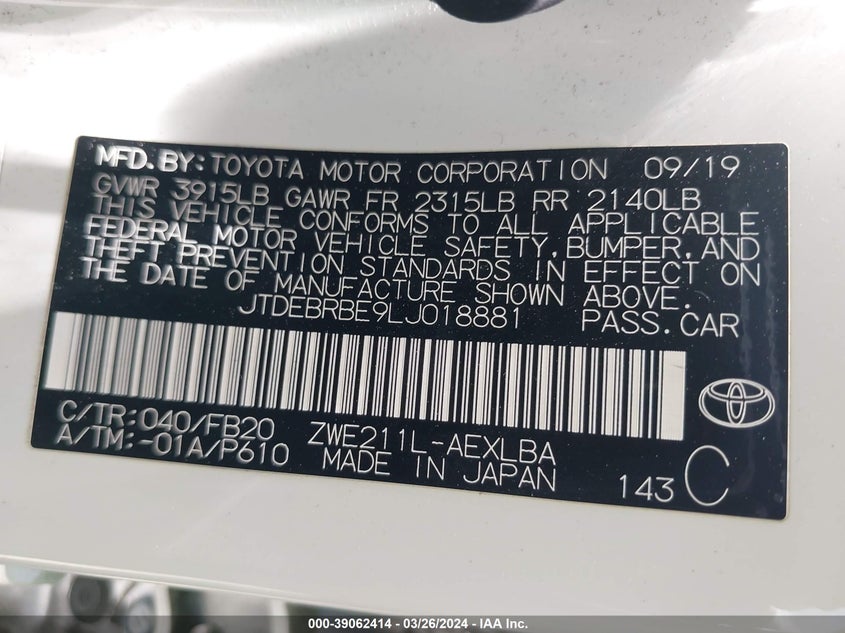 MFD.BY:TOYOTA MOTOR CORPORATION 09/19
GVWR 3915LB GAWR FR 2315LB RR 2140LB
THIS VEHICLE CONFORMS TO ALL APPLICABLE
FEDERAL MOTOR VEHICLE SAFETY,BUMPER,AND
THEFT PREVENTION STANDARDS IN EFFECT ON
THE DATE OF MANUFACTURE SHOWN ABOVE.
JTDEBRBE9LJ018881 PASS.CAR
C/TR:040/FB20 ZWE211L-AEXLBA
A/TM:-01A/P610 MADE IN JAPAN
143 C
000-39062414 — 03/26/2024 — IAA Inc.